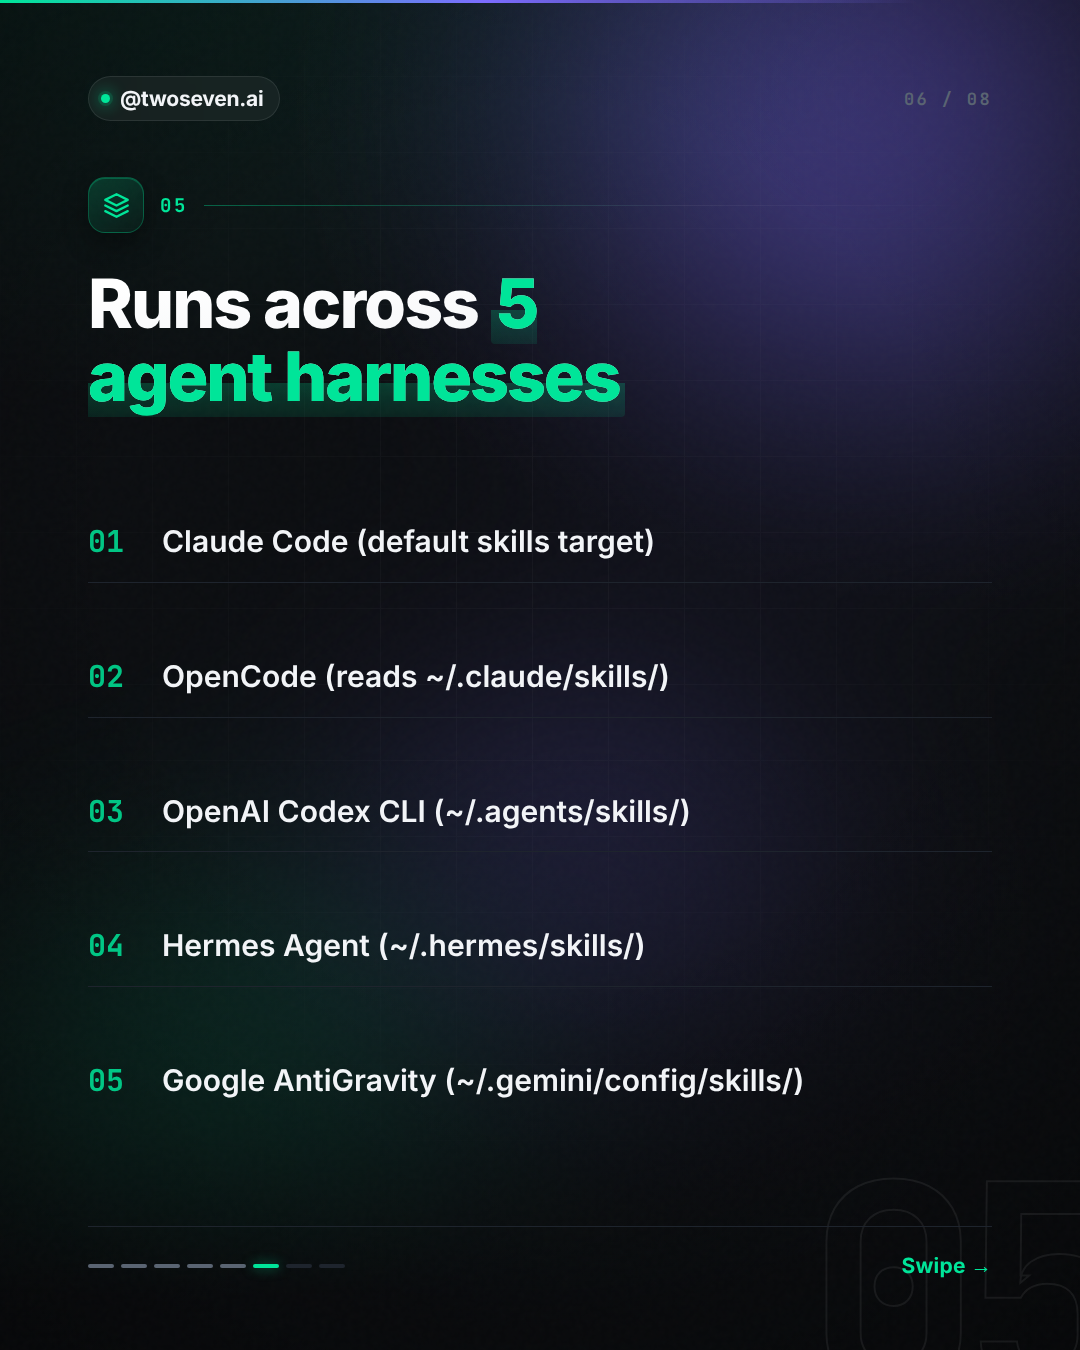 @twoseven.ai
06 / 08
05
Runs across 5
agent harnesses
01 Claude Code (default skills target)
02 OpenCode (reads ~/.claude/skills/)
03 OpenAI Codex CLI (~/.agents/skills/)
04 Hermes Agent (~/.hermes/skills/)
05 Google AntiGravity (~/.gemini/config/skills/)
Swipe →
05